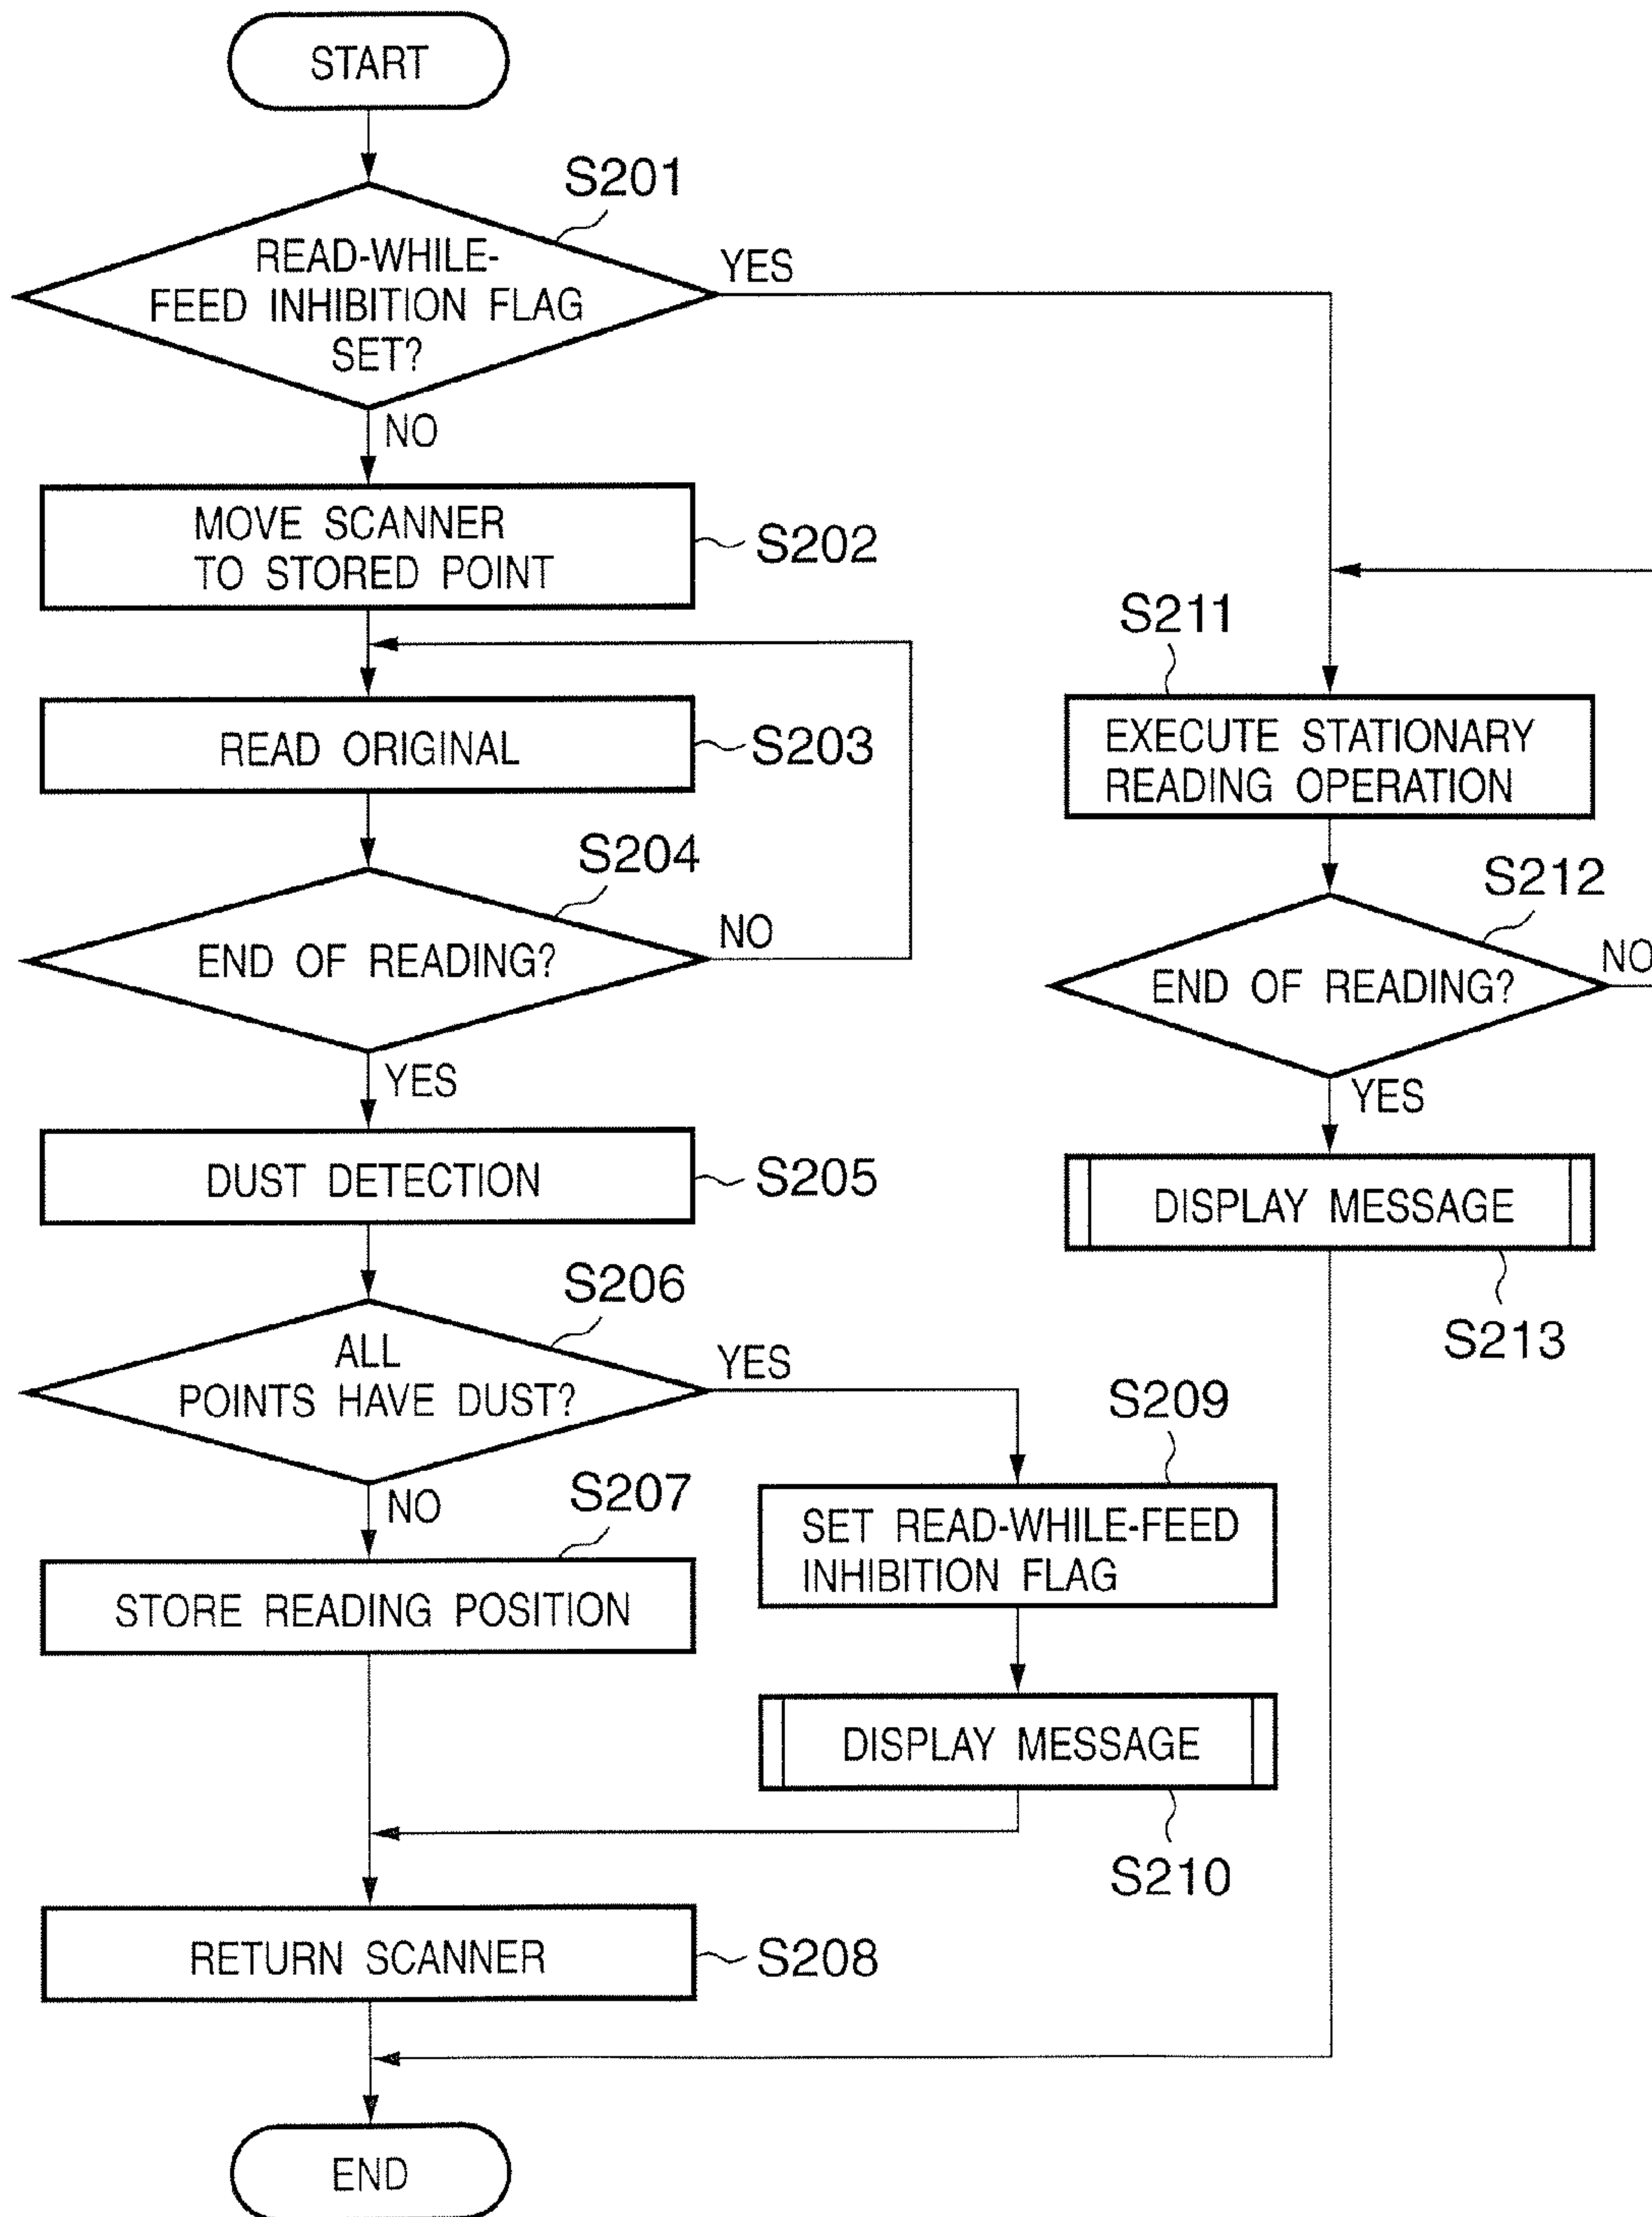 START
S201
READ-WHILE-
FEED INHIBITION FLAG
SET?
YES
NO
MOVE SCANNER
TO STORED POINT
S202
READ ORIGINAL
S203
S204
END OF READING?
NO
YES
DUST DETECTION
S205
S206
ALL
POINTS HAVE DUST?
YES
NO
S207
STORE READING POSITION
S209
SET READ-WHILE-FEED
INHIBITION FLAG
DISPLAY MESSAGE
S210
RETURN SCANNER
S208
S211
EXECUTE STATIONARY
READING OPERATION
S212
END OF READING?
NO
YES
DISPLAY MESSAGE
S213
END